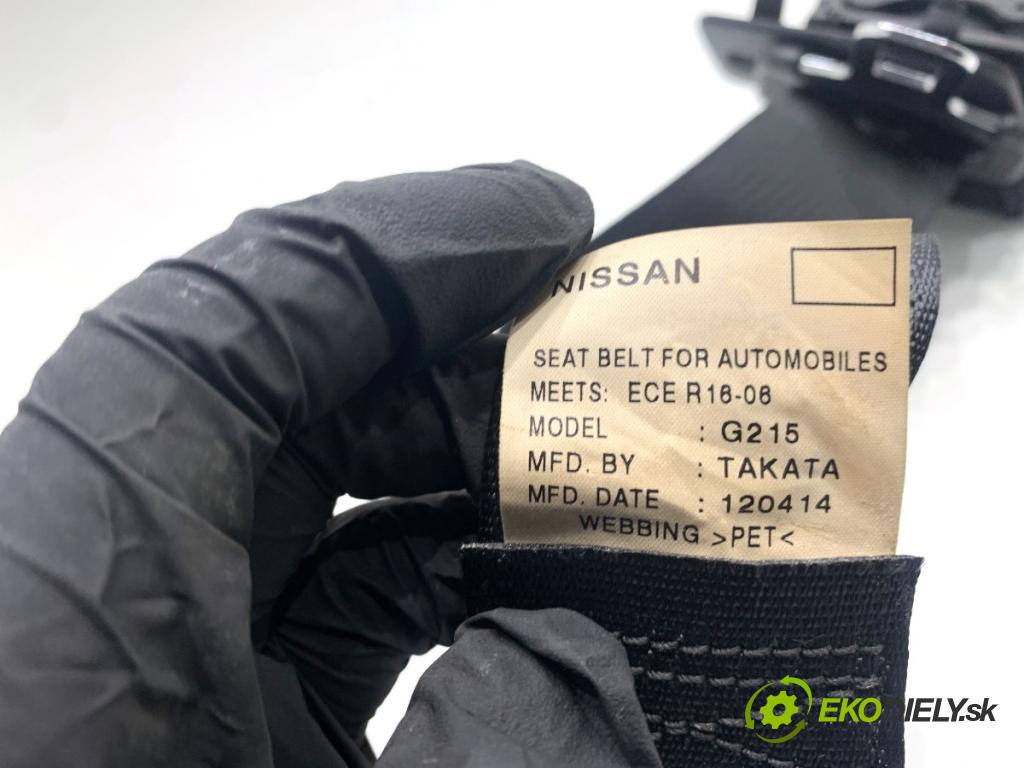 NISSAN
SEAT BELT FOR AUTOMOBILES
MEETS: ECE R16-06
MODEL : G215
MFD. BY : TAKATA
MFD. DATE : 120414
WEBBING >PET<
EKODIELY.sk